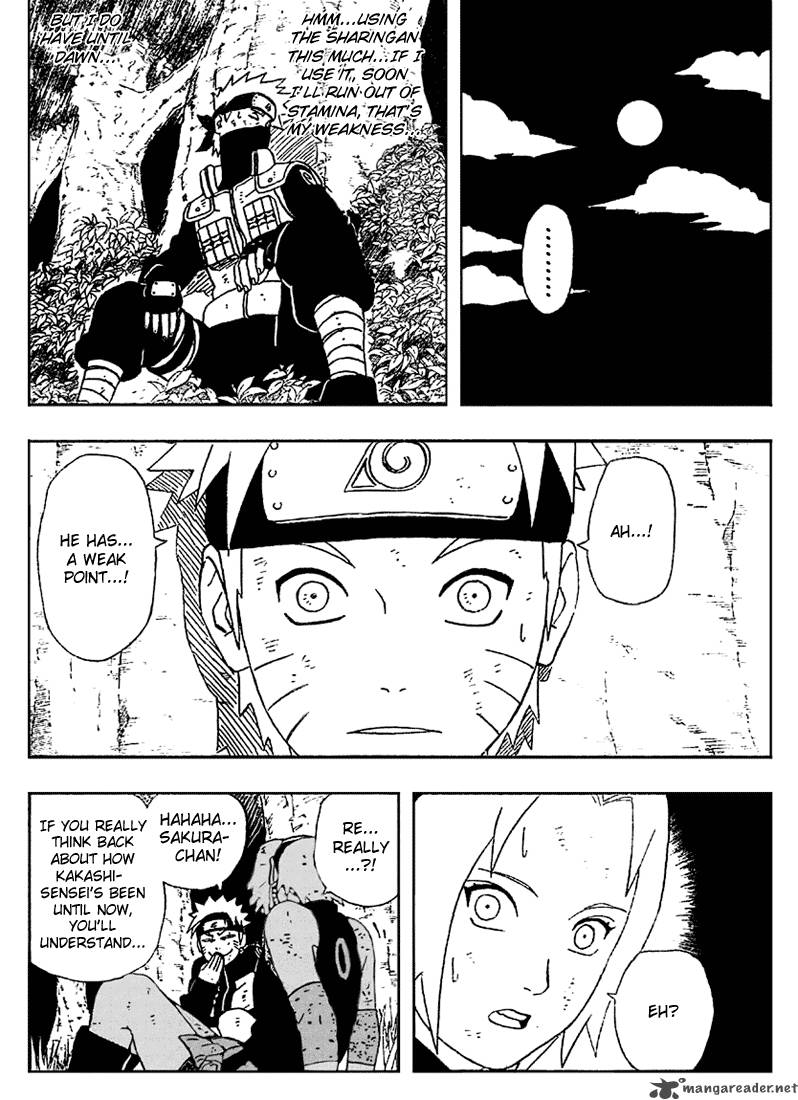 .........
HMM...USING
THE SHARINGAN
THIS MUCH...IF I
USE IT, SOON
I'LL RUN OUT OF
STAMINA, THAT'S
MY WEAKNESS...
BUT I DO
HAVE UNTIL
DAWN...
AH...!
HE HAS...
A WEAK
POINT...!
EH?
RE...
REALLY
...?!
HAHAHA...
SAKURA-
CHAN!
IF YOU REALLY
THINK BACK
ABOUT HOW
KAKASHI-
SENSEI'S BEEN
UNTIL NOW,
YOU'LL
UNDERSTAND...
mangareader.net